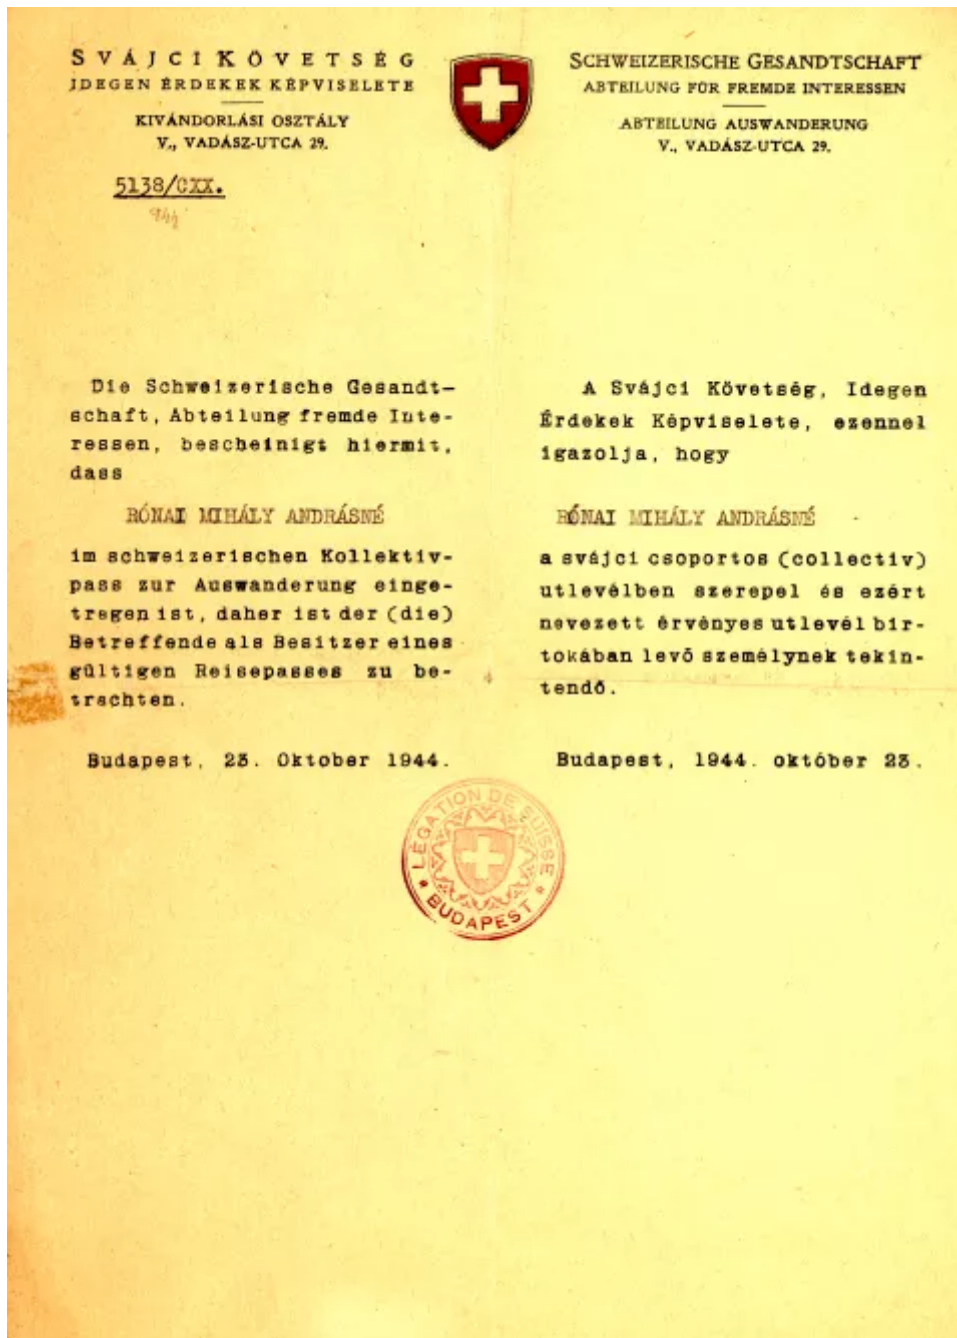 SVÁJCI KÖVETSÉG
IDEGEN ÉRDEKEK KÉPVISELETE
KIVÁNDORLÁSI OSZTÁLY
V., VADÁSZ-UTCA 29.
SCHWEIZERISCHE GESANDTSCHAFT
ABTEILUNG FÜR FREMDE INTERESSEN
ABTEILUNG AUSWANDERUNG
V., VADÁSZ-UTCA 29.
5138/CXX.
944
Die Schweizerische Gesandt-
schaft, Abteilung fremde Inte-
ressen, bescheinigt hiermit,
dass
RÓNAI MIHÁLY ANDRÁSNÉ
im schweizerischen Kollektiv-
pass zur Auswanderung einge-
tragen ist, daher ist der (die)
Betreffende als Besitzer eines
gültigen Reisepasses zu be-
trachten.
Budapest, 23. Oktober 1944.
A Svájci Követség, Idegen
Érdekek Képviselete, ezennel
igazolja, hogy
RÓNAI MIHÁLY ANDRÁSNÉ
a svájci csoportos (collectiv)
utlevélben szerepel és ezért
nevezett érvényes utlevél bir-
tokában levő személynek tekin-
tendő.
Budapest, 1944. október 23.
LÉGATION DE SUISSE
* BUDAPEST *